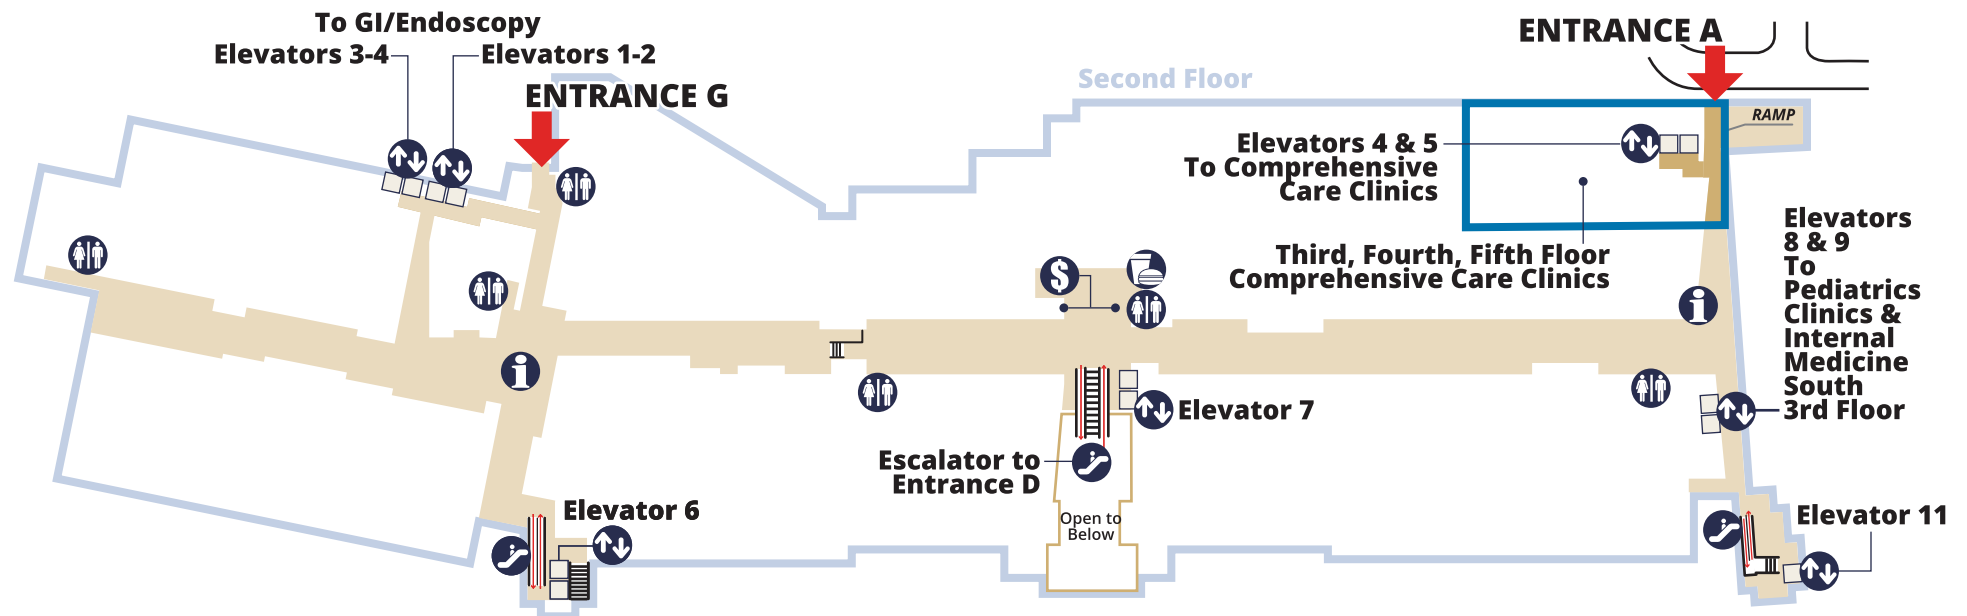 To GI/Endoscopy
Elevators 3-4
Elevators 1-2
ENTRANCE G
Second Floor
ENTRANCE A
RAMP
Elevators 4 & 5
To Comprehensive
Care Clinics
Third, Fourth, Fifth Floor
Comprehensive Care Clinics
Elevators
8 & 9
To
Pediatrics
Clinics &
Internal
Medicine
South
3rd Floor
$
i
i
Elevator 7
Escalator to
Entrance D
Open to
Below
Elevator 6
Elevator 11